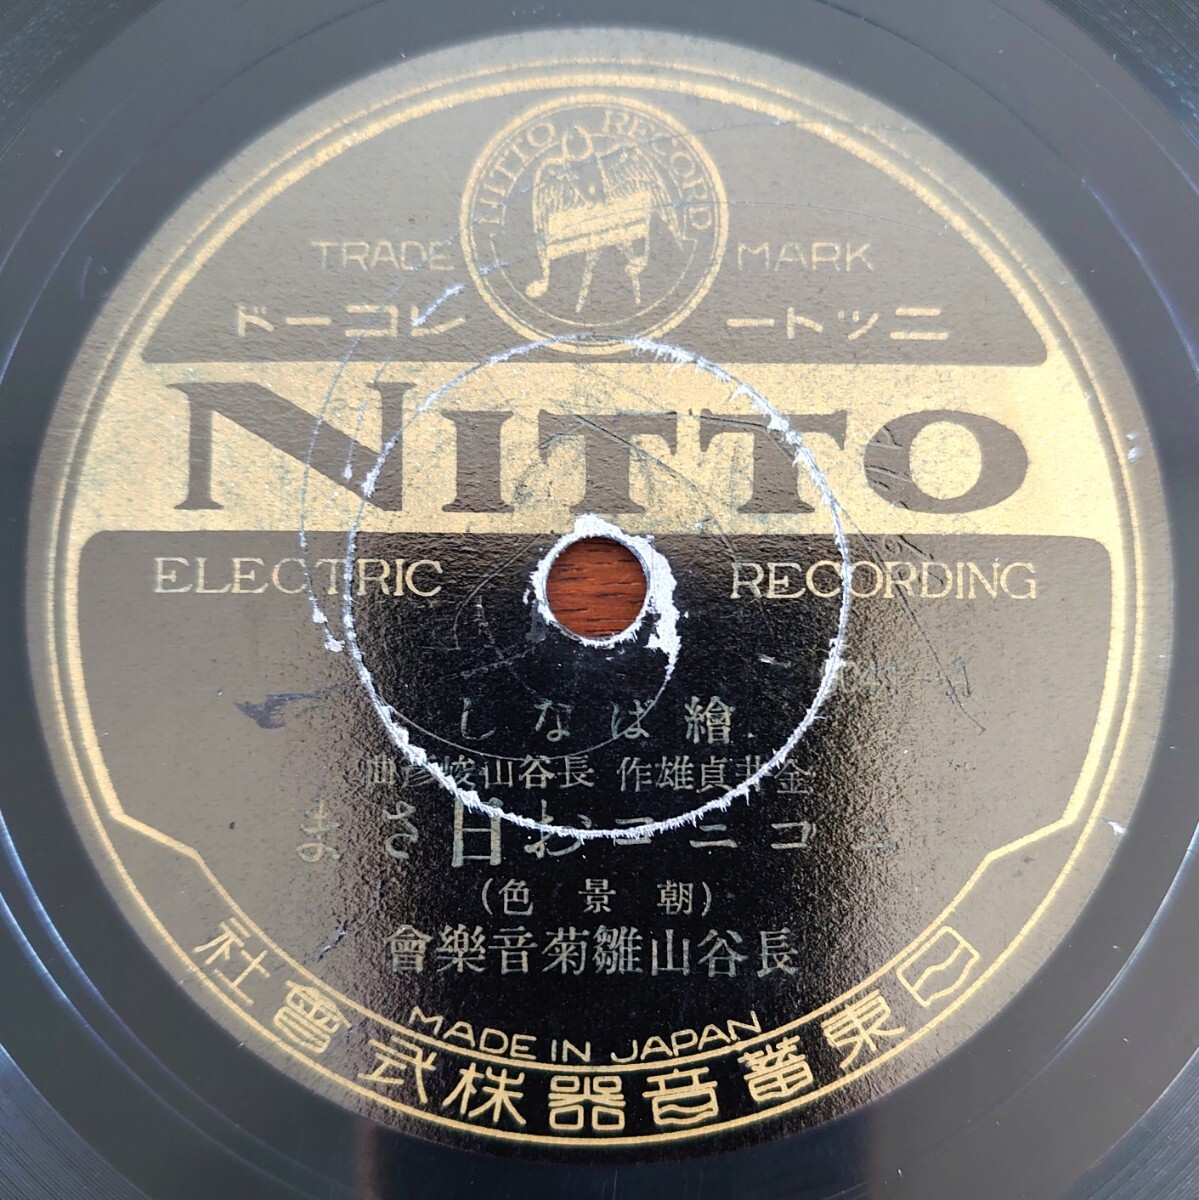 NITTO RECORD
TRADE MARK
ニットー レコード
NITTO
ELECTRIC RECORDING
繪ばなし
金井貞雄作 長谷山峻彦曲
ニコニコお日さま
(朝景色)
長谷山雛菊音樂會
MADE IN JAPAN
日東蓄音器株式會社